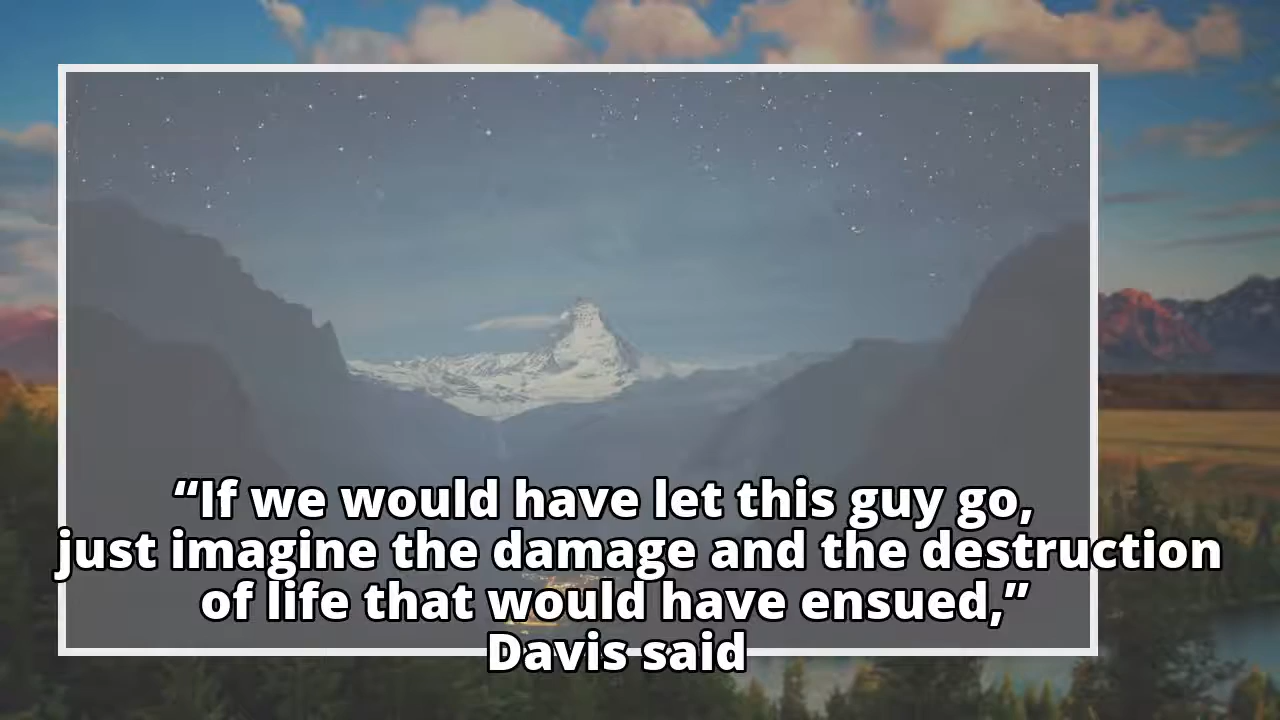 “If we would have let this guy go,
just imagine the damage and the destruction
of life that would have ensued,”
Davis said